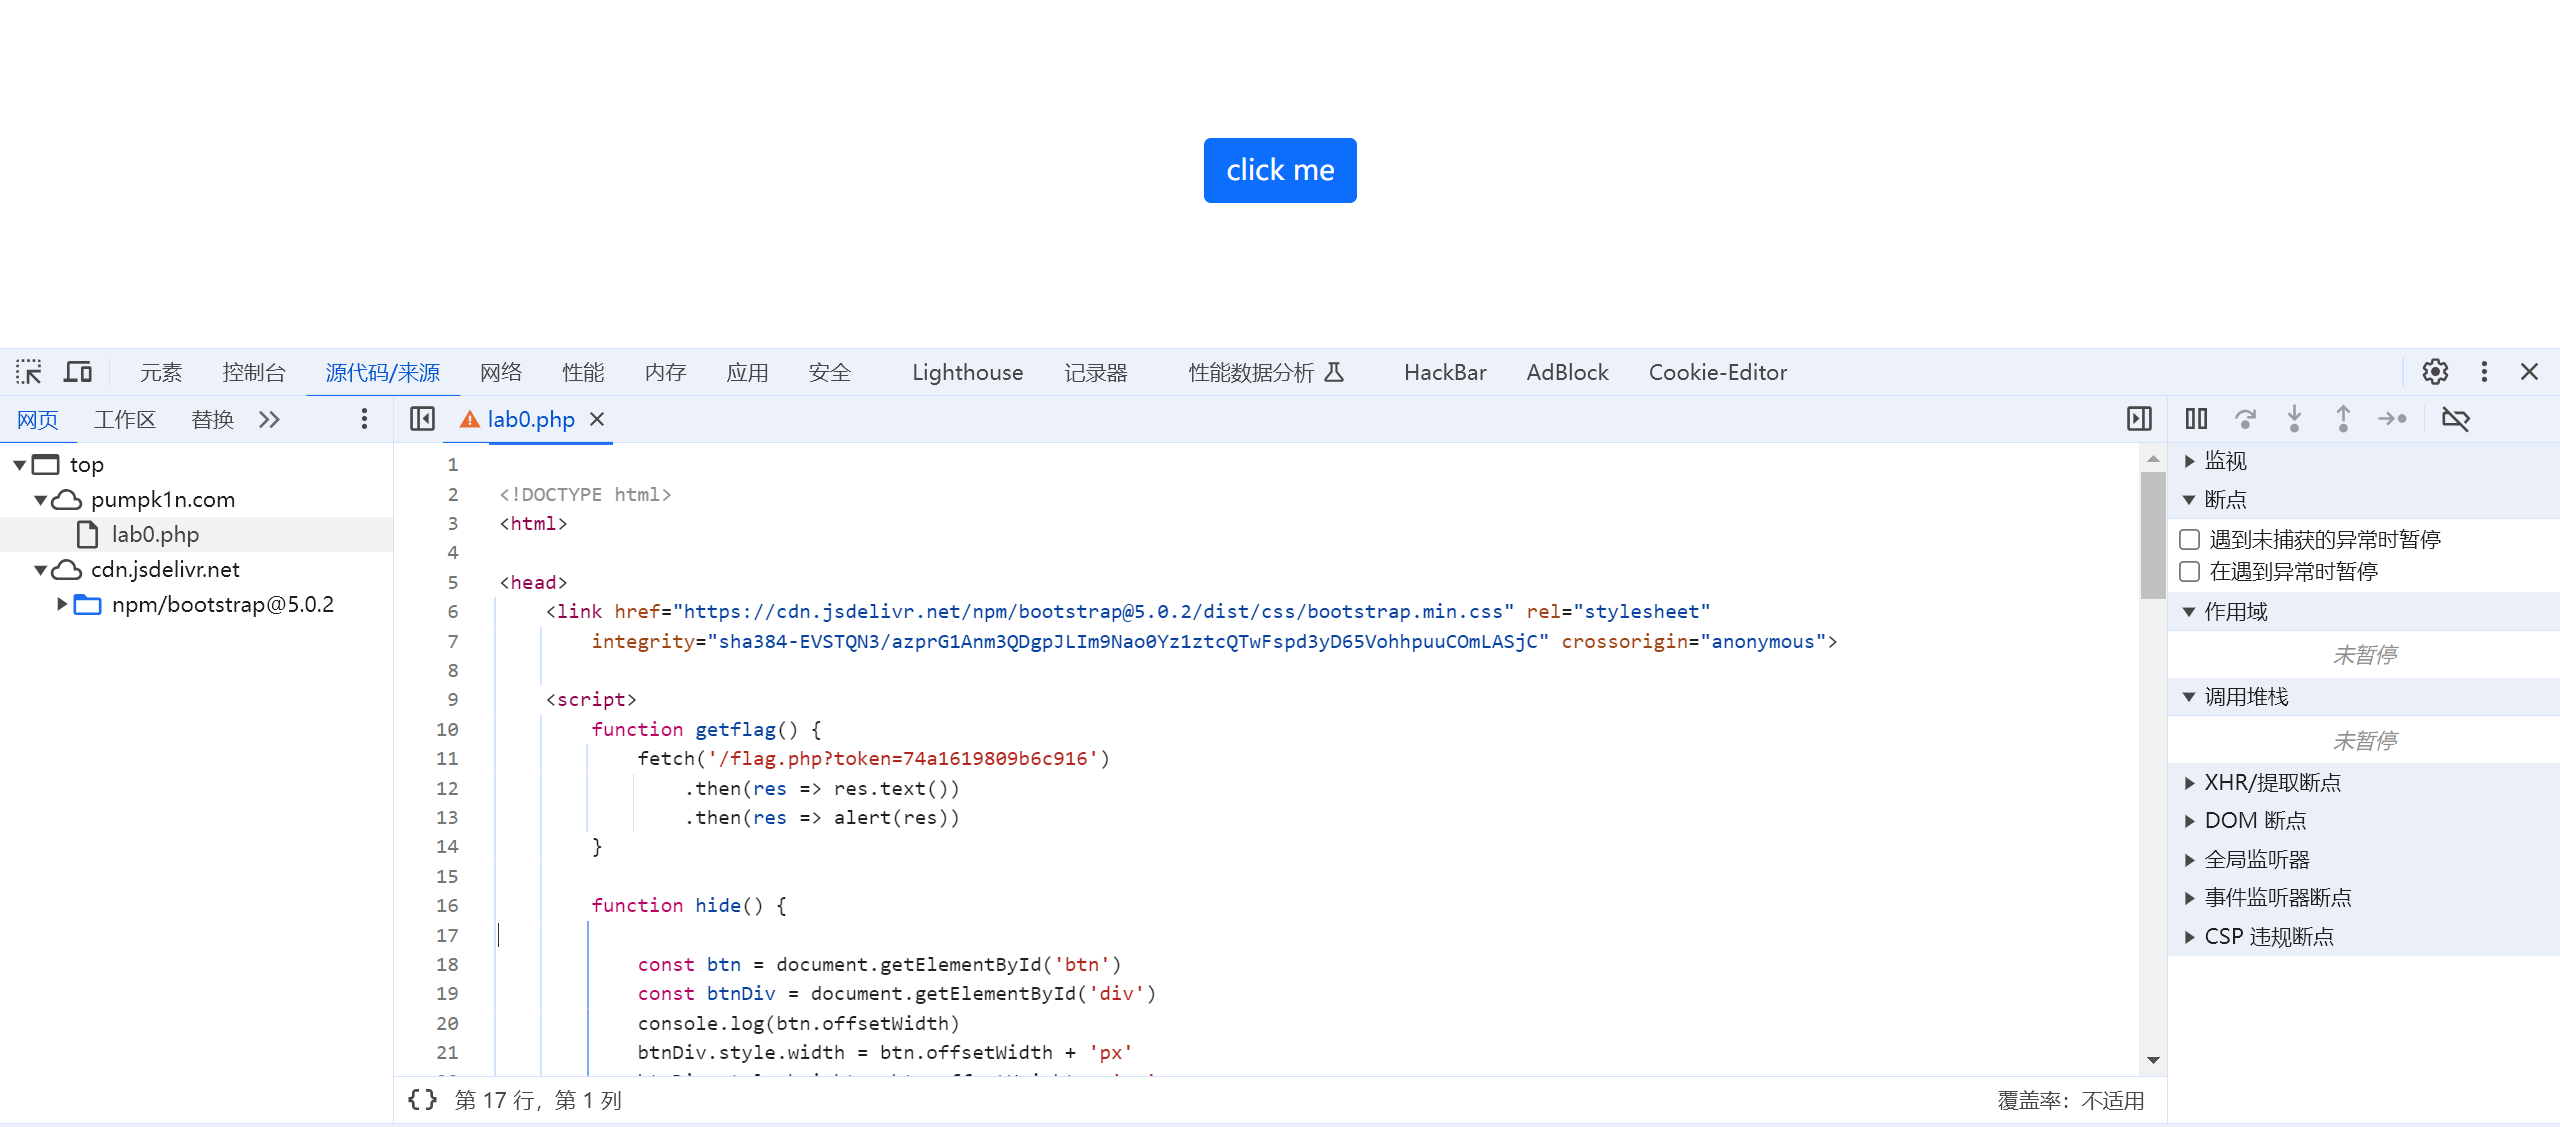 click me
元素 控制台 源代码/来源 网络 性能 内存 应用 安全 Lighthouse 记录器 性能数据分析 HackBar AdBlock Cookie-Editor
网页 工作区 替换
lab0.php
top
pumpk1n.com
lab0.php
cdn.jsdelivr.net
npm/bootstrap@5.0.2
1
2 <!DOCTYPE html>
3 <html>
4
5 <head>
6 <link href="https://cdn.jsdelivr.net/npm/bootstrap@5.0.2/dist/css/bootstrap.min.css" rel="stylesheet"
7 integrity="sha384-EVSTQN3/azprG1Anm3QDgpJLIm9Nao0Yz1ztcQTwFspd3yD65VohhpuuCOmLASjC" crossorigin="anonymous">
8
9 <script>
10 function getflag() {
11 fetch('/flag.php?token=74a1619809b6c916')
12 .then(res => res.text())
13 .then(res => alert(res))
14 }
15
16 function hide() {
17
18 const btn = document.getElementById('btn')
19 const btnDiv = document.getElementById('div')
20 console.log(btn.offsetWidth)
21 btnDiv.style.width = btn.offsetWidth + 'px'
{} 第 17 行，第 1 列
覆盖率：不适用
监视
断点
遇到未捕获的异常时暂停
在遇到异常时暂停
作用域
未暂停
调用堆栈
未暂停
XHR/提取断点
DOM 断点
全局监听器
事件监听器断点
CSP 违规断点